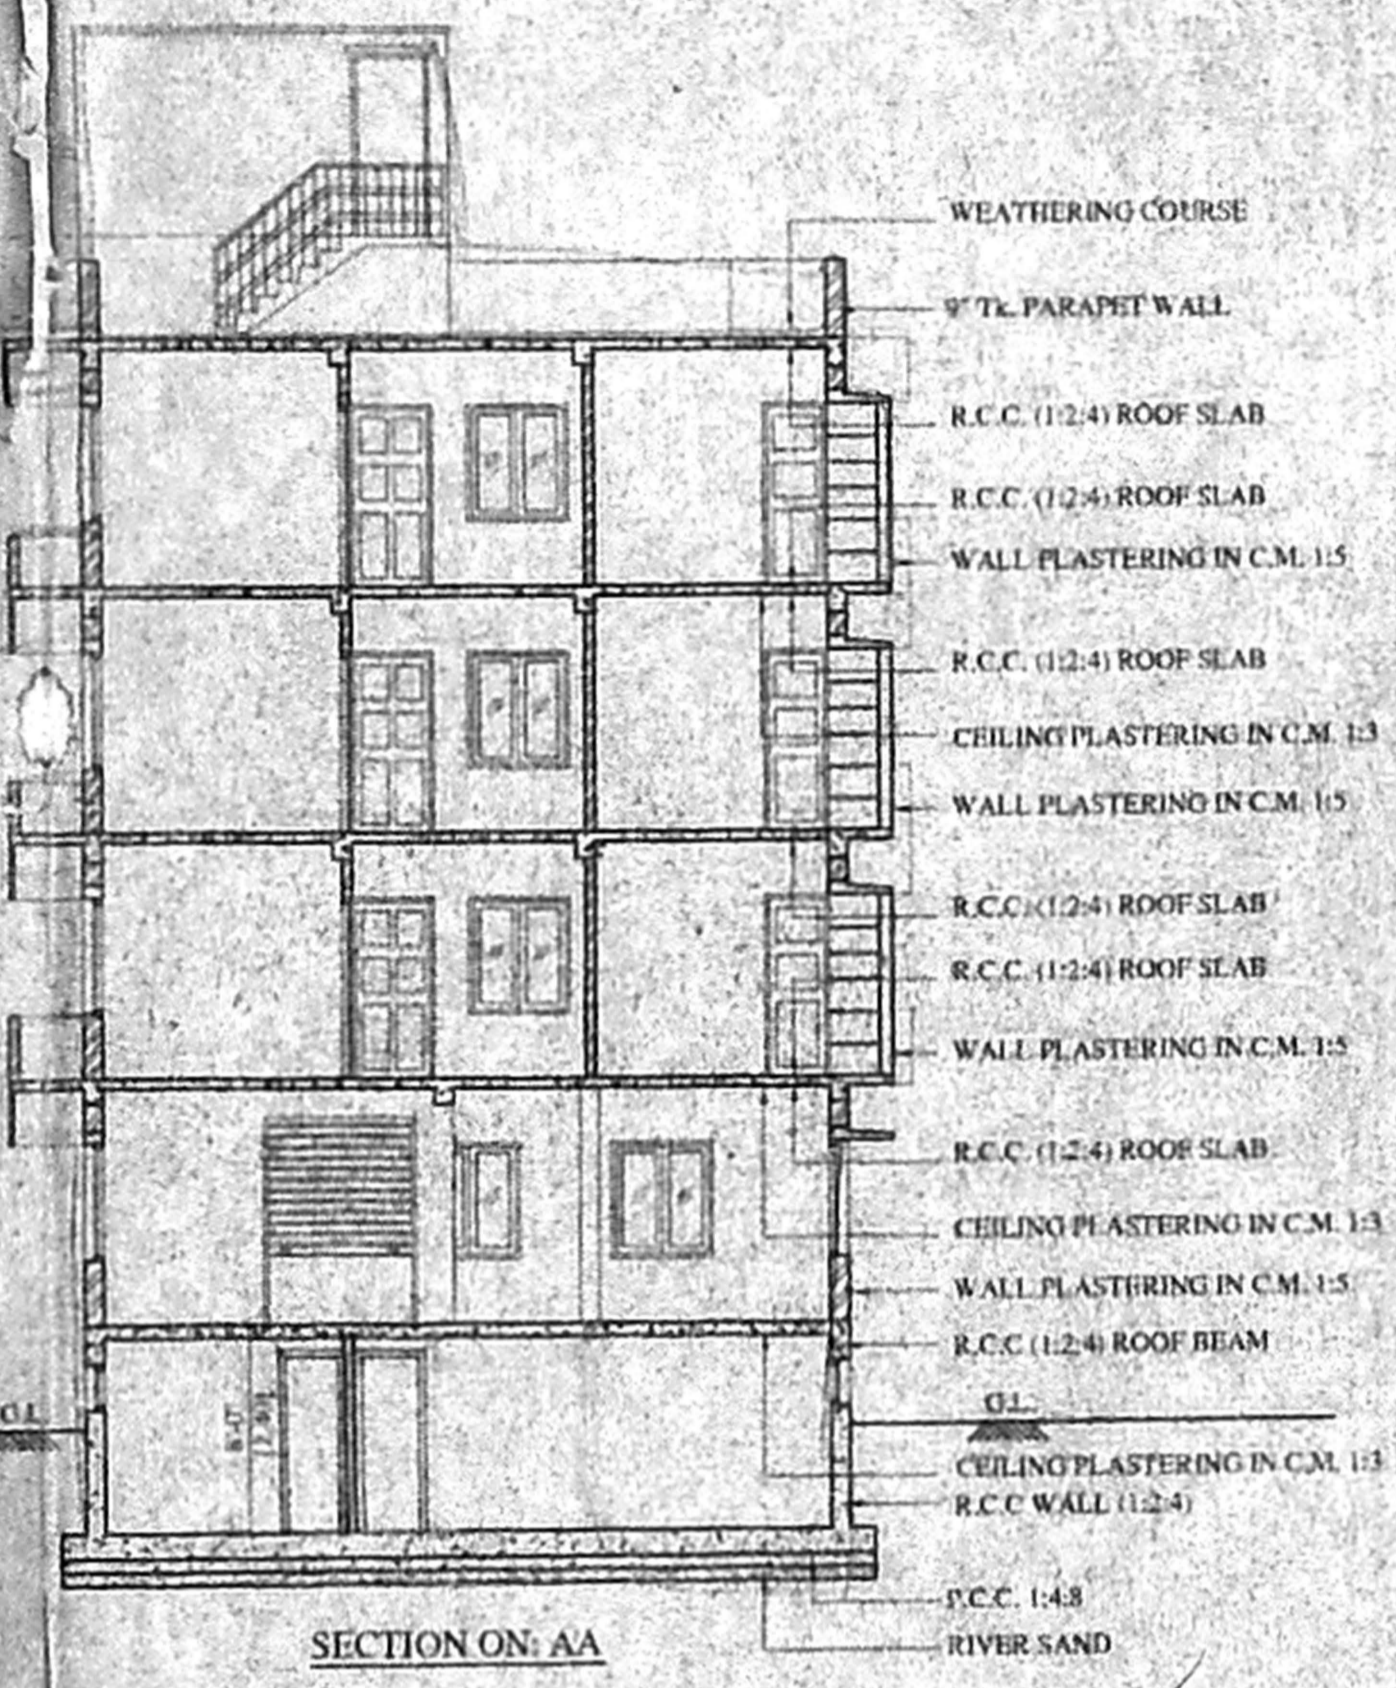 WEATHERING COURSE
9" Tk. PARAPET WALL
R.C.C. (1:2:4) ROOF SLAB
R.C.C. (1:2:4) ROOF SLAB
WALL PLASTERING IN C.M. 1:5
R.C.C. (1:2:4) ROOF SLAB
CEILING PLASTERING IN C.M. 1:3
WALL PLASTERING IN C.M. 1:5
R.C.C. (1:2:4) ROOF SLAB
R.C.C. (1:2:4) ROOF SLAB
WALL PLASTERING IN C.M. 1:5
R.C.C. (1:2:4) ROOF SLAB
CEILING PLASTERING IN C.M. 1:3
WALL PLASTERING IN C.M. 1:5
R.C.C (1:2:4) ROOF BEAM
G.L.
G.L.
8'-0"
CEILING PLASTERING IN C.M. 1:3
R.C.C WALL (1:2:4)
P.C.C. 1:4:8
RIVER SAND
SECTION ON: AA